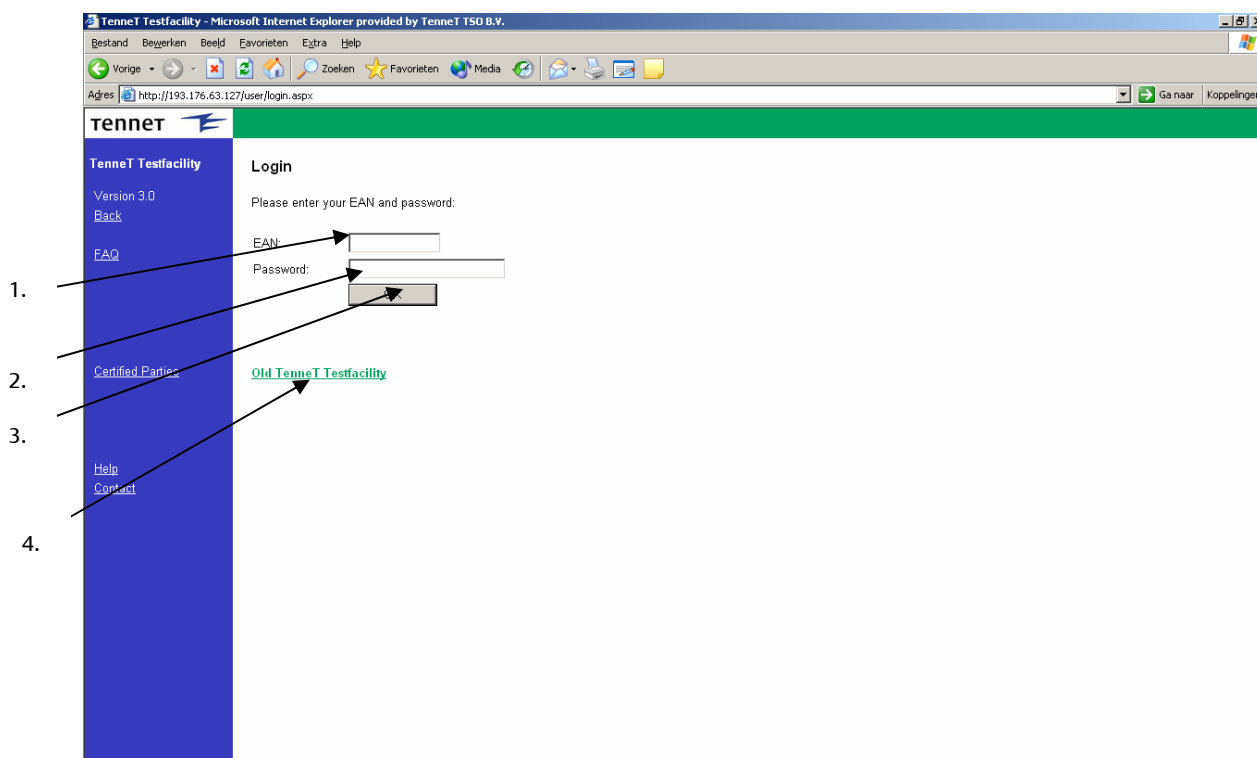 TenneT Testfacility - Microsoft Internet Explorer provided by TenneT TSO B.V.
Bestand Bewerken Beeld Favorieten Extra Help
Vorige Zoeken Favorieten Media
Adres http://193.176.63.127/user/login.aspx Ga naar Koppelingen
TenneT
TenneT Testfacility
Login
Version 3.0
Please enter your EAN and password:
Back
EAN:
FAQ
Password:
1.
Certified Parties
Old TenneT Testfacility
2.
3.
Help
Contact
4.